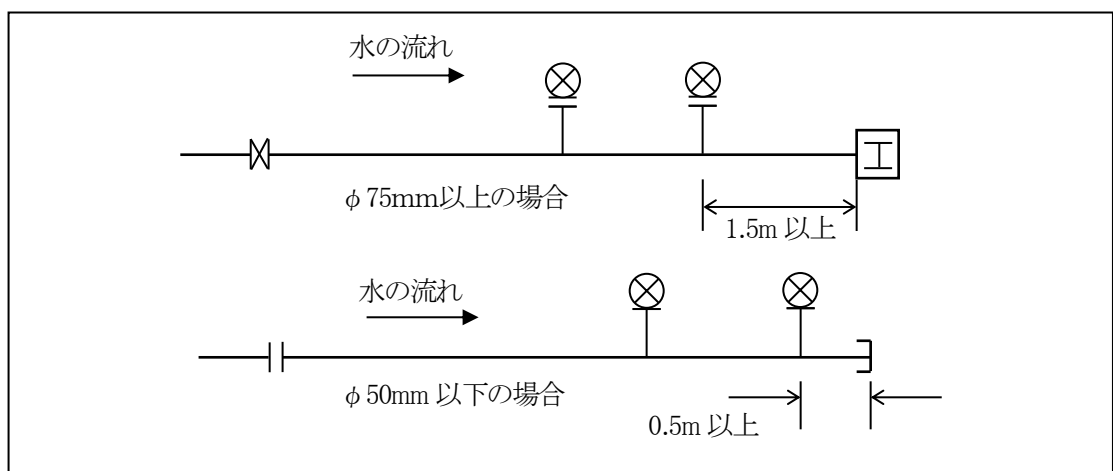 水の流れ
φ75mm以上の場合
1.5m 以上
水の流れ
φ50mm 以下の場合
0.5m 以上